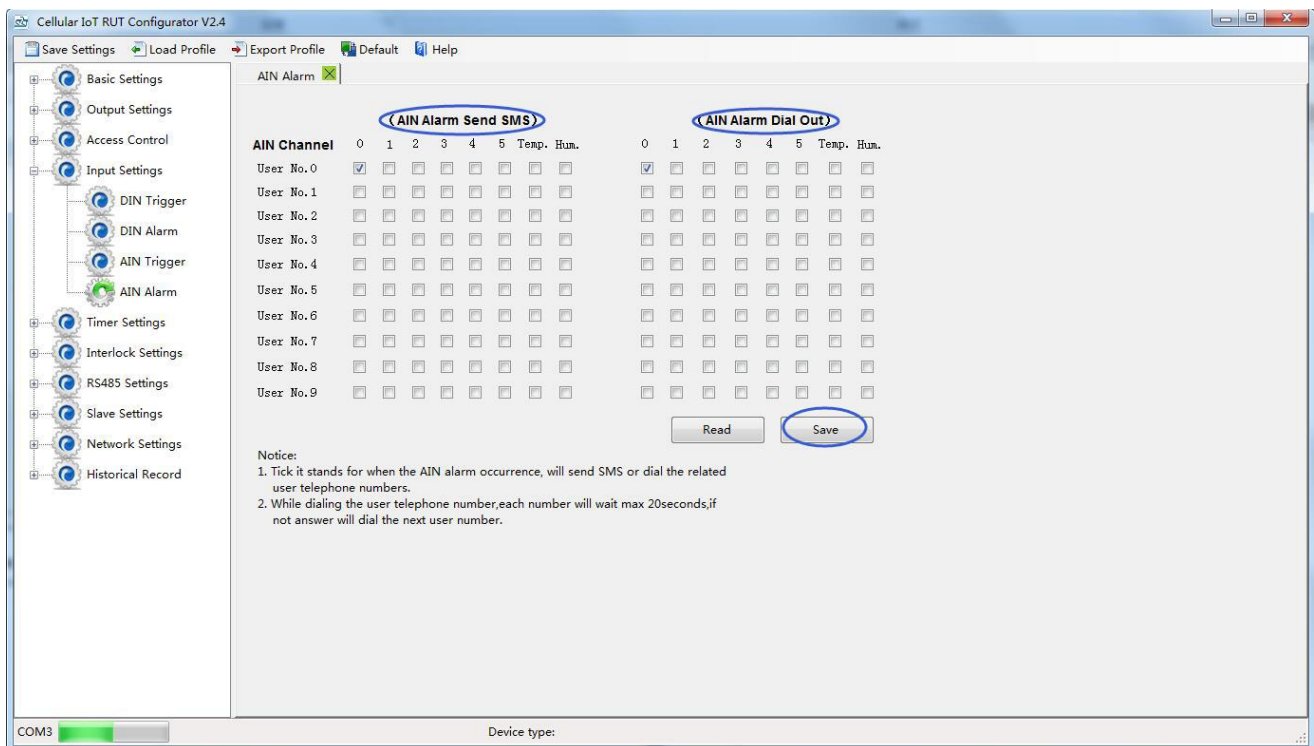 Cellular IoT RUT Configurator V2.4
Save Settings Load Profile Export Profile Default Help
Basic Settings
Output Settings
Access Control
Input Settings
DIN Trigger
DIN Alarm
AIN Trigger
AIN Alarm
Timer Settings
Interlock Settings
RS485 Settings
Slave Settings
Network Settings
Historical Record
AIN Alarm
(AIN Alarm Send SMS) (AIN Alarm Dial Out)
AIN Channel 0 1 2 3 4 5 Temp. Hum. 0 1 2 3 4 5 Temp. Hum.
User No.0
User No.1
User No.2
User No.3
User No.4
User No.5
User No.6
User No.7
User No.8
User No.9
Read Save
Notice:
1. Tick it stands for when the AIN alarm occurrence, will send SMS or dial the related
user telephone numbers.
2. While dialing the user telephone number,each number will wait max 20seconds,if
not answer will dial the next user number.
COM3 Device type: